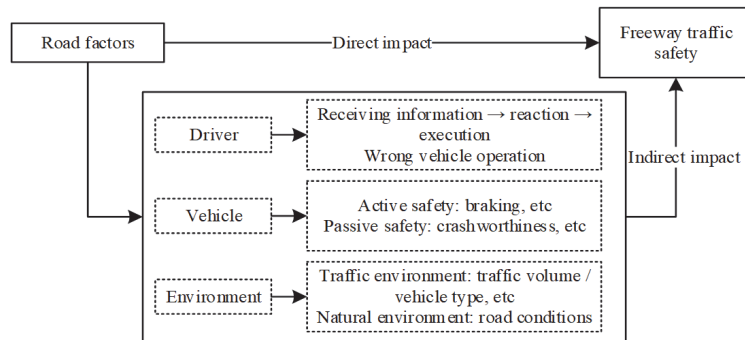 Road factors
Direct impact
Freeway traffic
safety
Driver
Receiving information → reaction →
execution
Wrong vehicle operation
Indirect impact
Vehicle
Active safety: braking, etc
Passive safety: crashworthiness, etc
Environment
Traffic environment: traffic volume /
vehicle type, etc
Natural environment: road conditions